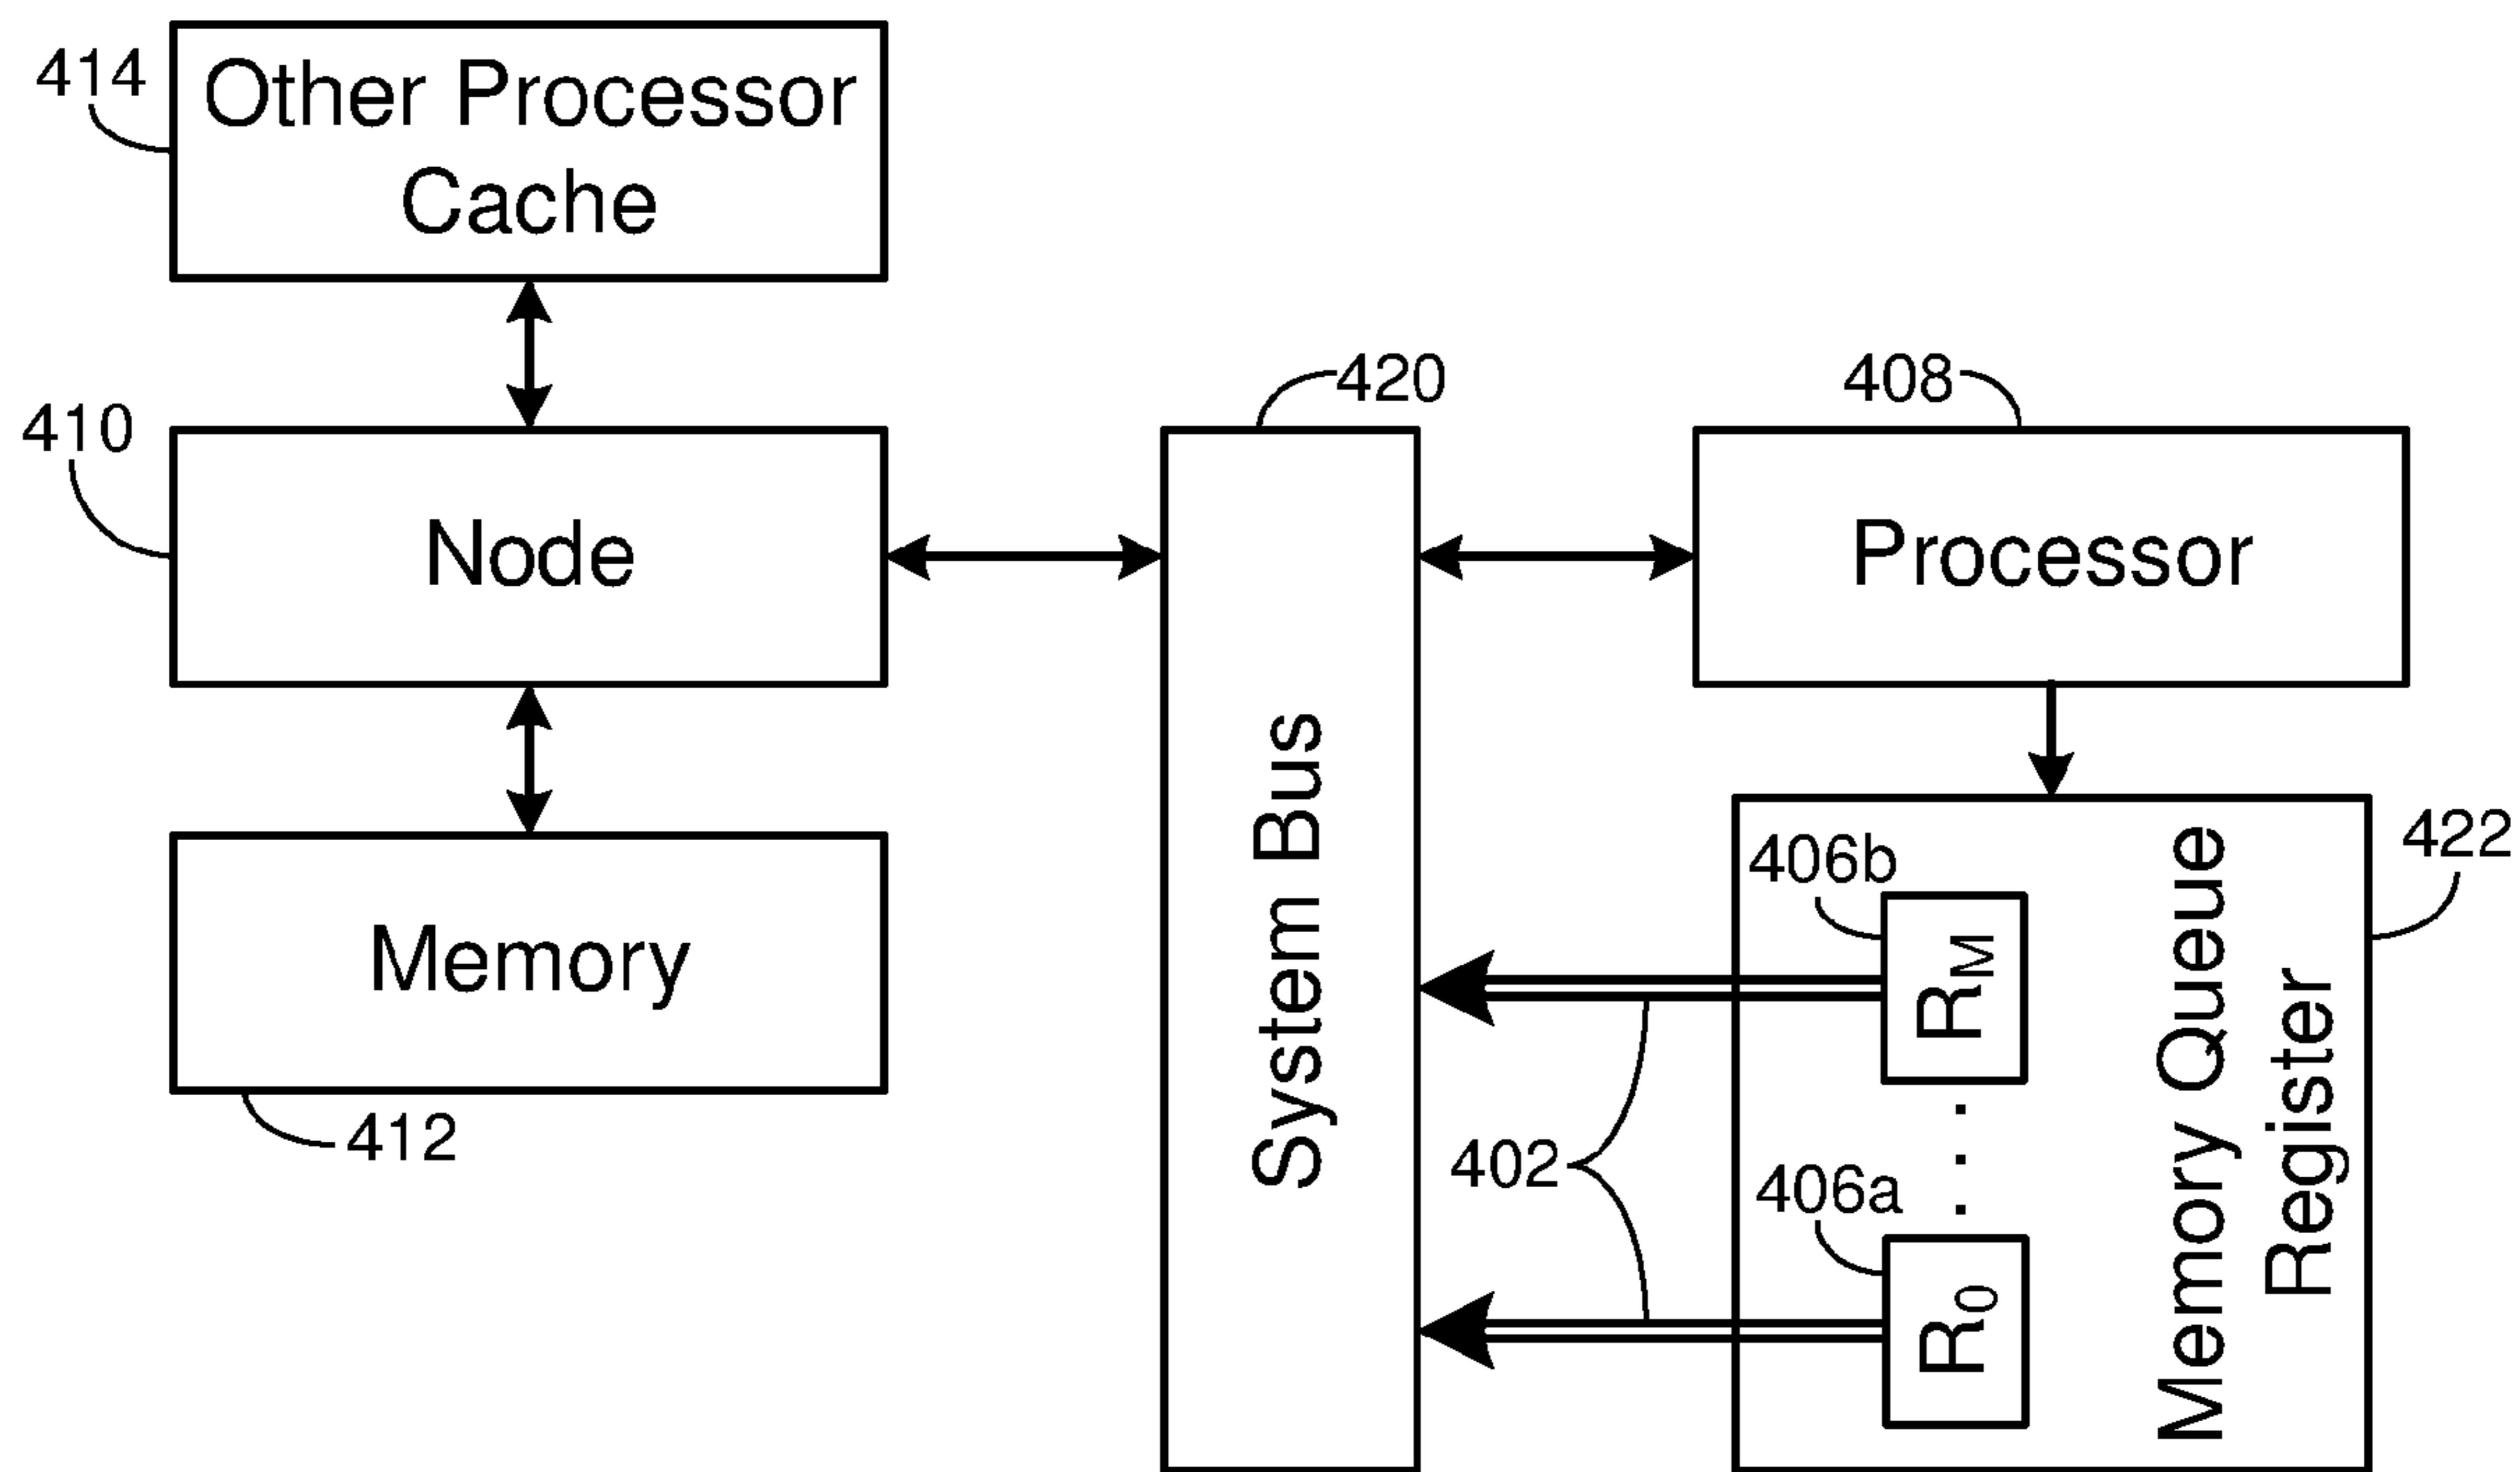 414
Other Processor
Cache
410
Node
420
408
Processor
System Bus
Memory
412
402
422
406b
RM
406a
R0
Memory Queue
Register